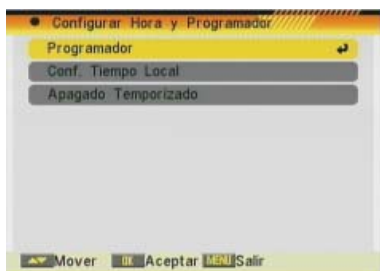 Configurar Hora y Programador
Programador
Conf. Tiempo Local
Apagado Temporizado
Mover OK Aceptar MENU Salir